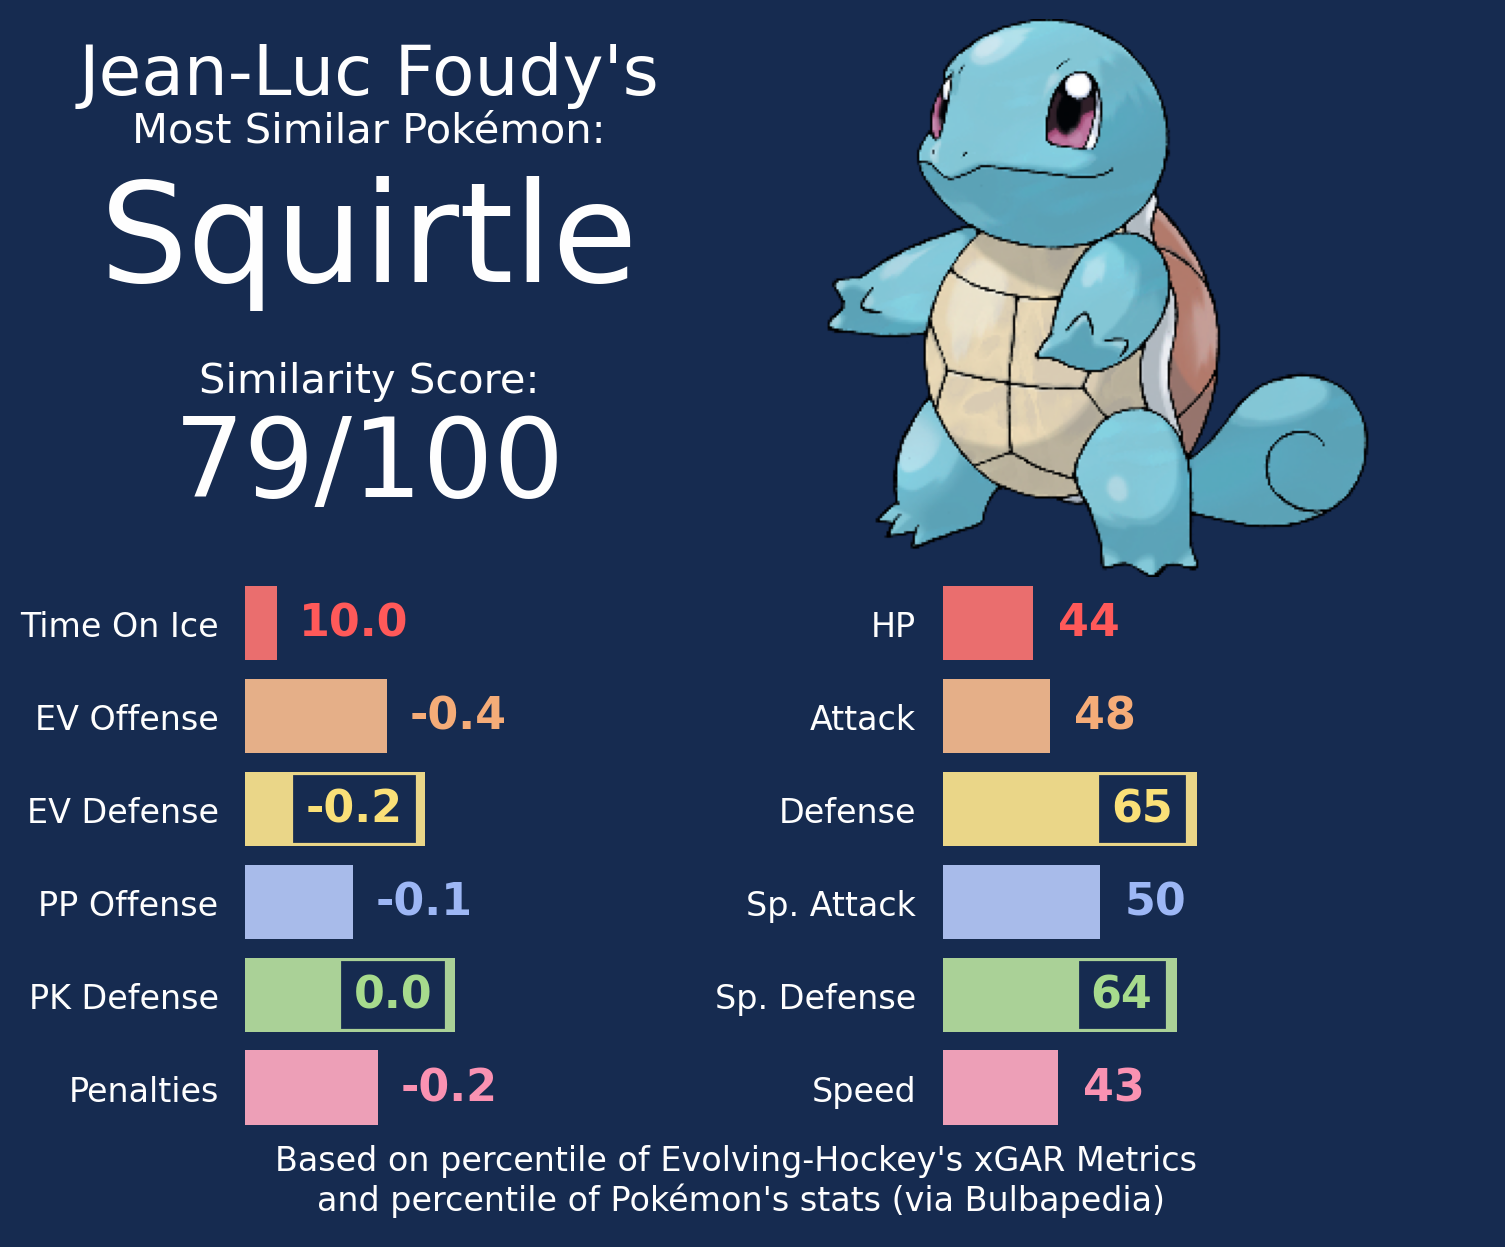 Jean-Luc Foudy's
Most Similar Pokémon:
Squirtle
Similarity Score:
79/100
Time On Ice 10.0
EV Offense -0.4
EV Defense -0.2
PP Offense -0.1
PK Defense 0.0
Penalties -0.2
HP 44
Attack 48
Defense 65
Sp. Attack 50
Sp. Defense 64
Speed 43
Based on percentile of Evolving-Hockey's xGAR Metrics
and percentile of Pokémon's stats (via Bulbapedia)